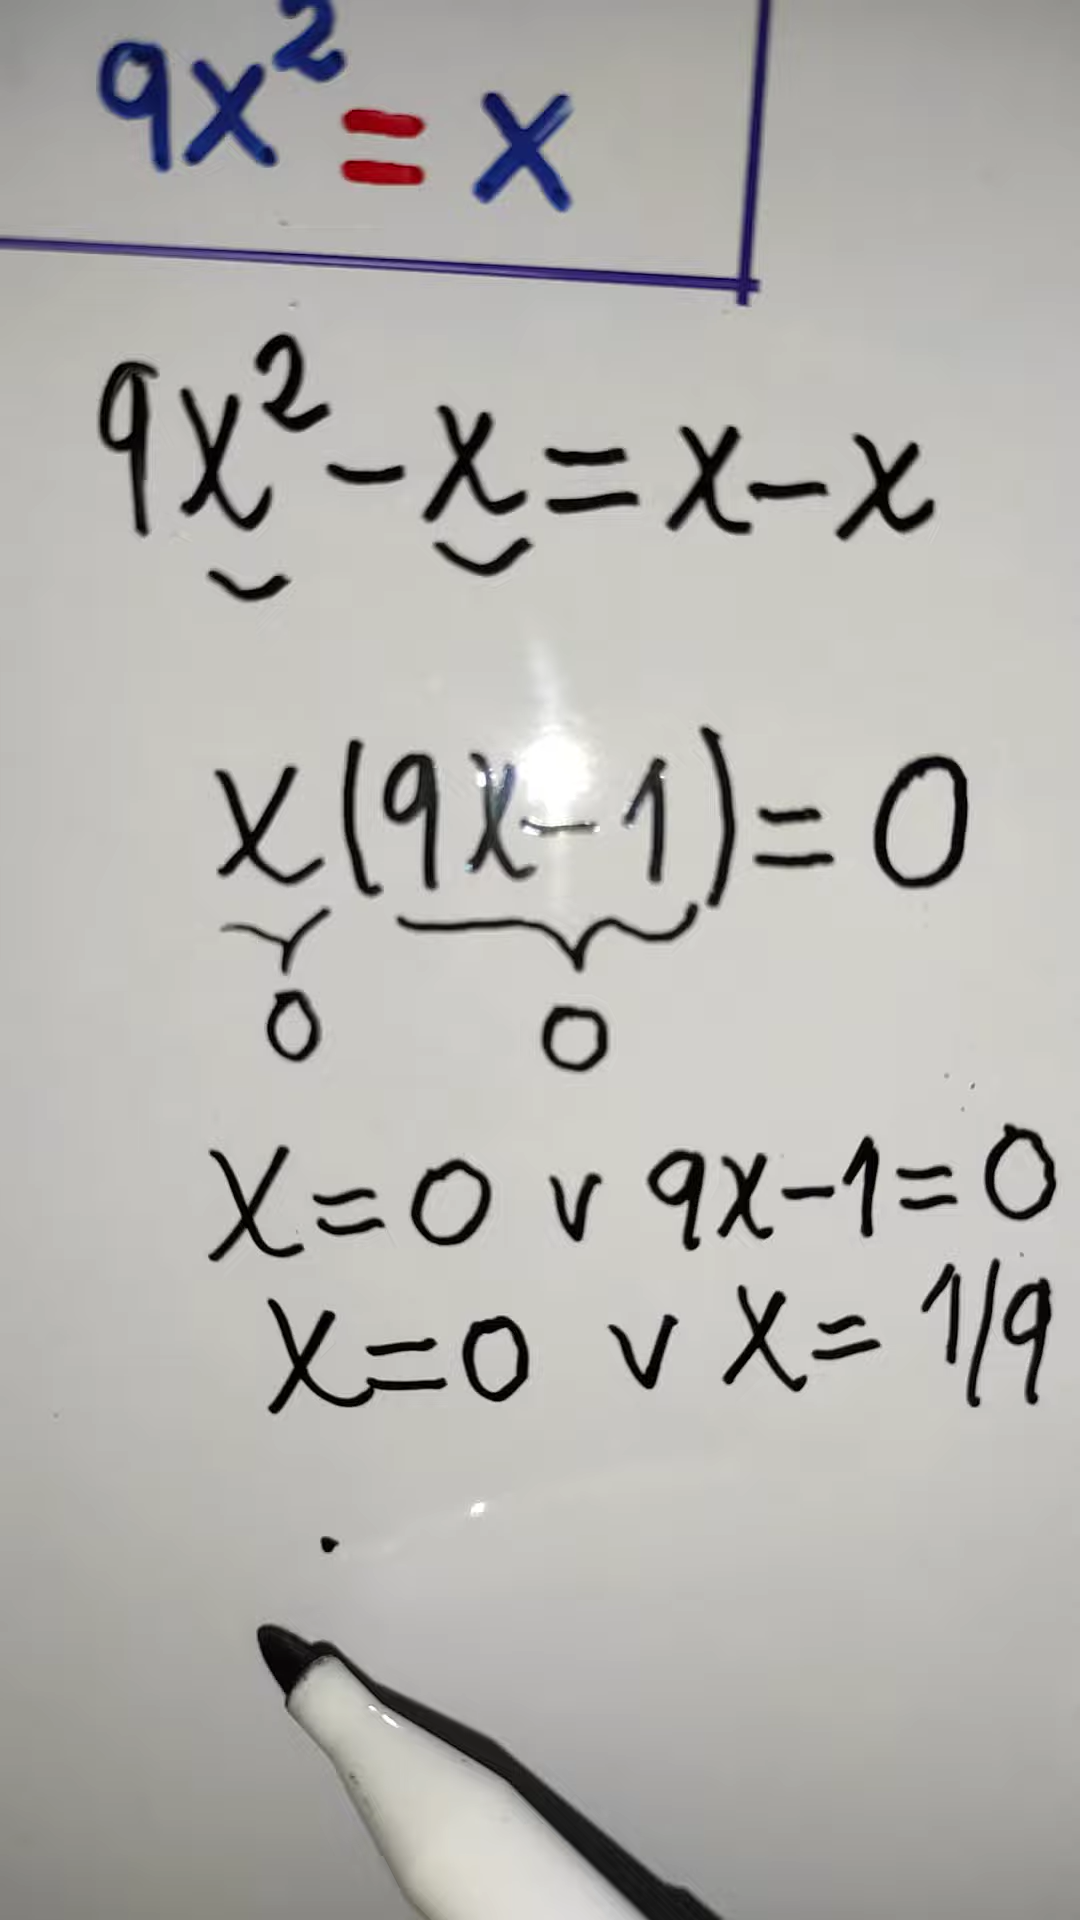 9x² = x
9x² - x = x - x
x(9x - 1) = 0
0 0
x = 0 v 9x - 1 = 0
x = 0 v x = 1/9